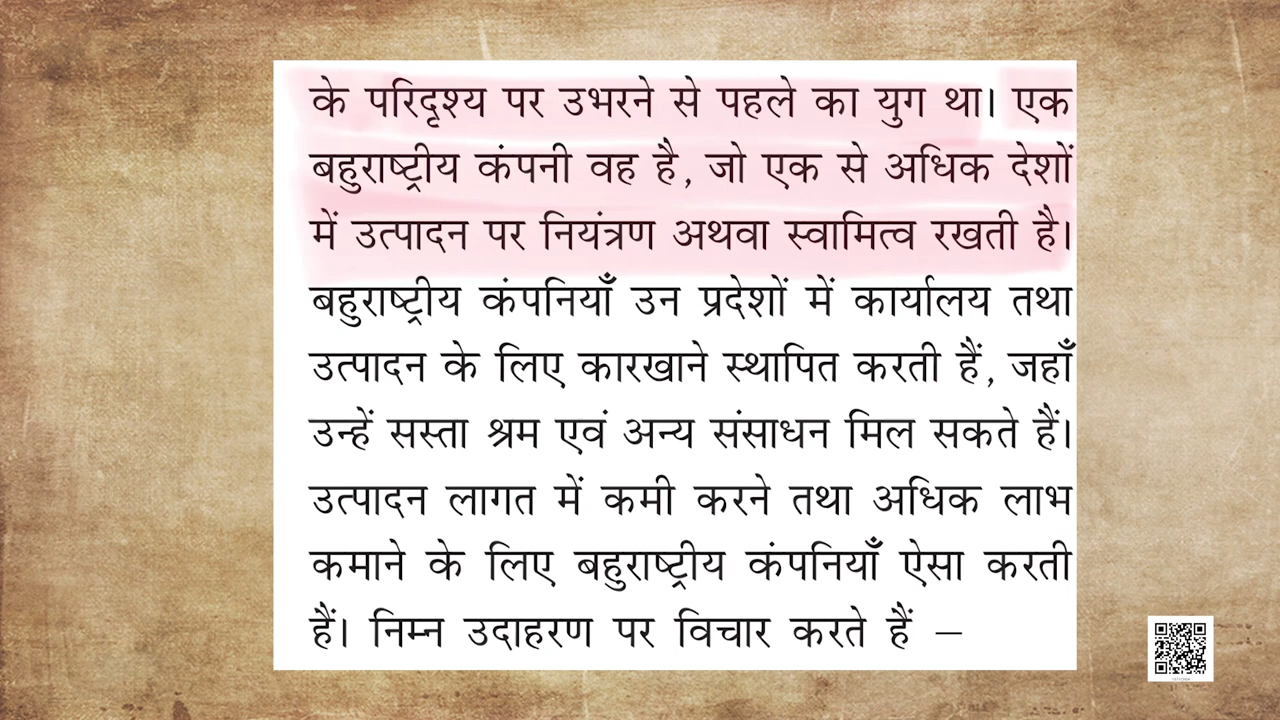 के परिदृश्य पर उभरने से पहले का युग था। एक
बहुराष्ट्रीय कंपनी वह है, जो एक से अधिक देशों
में उत्पादन पर नियंत्रण अथवा स्वामित्व रखती है।
बहुराष्ट्रीय कंपनियाँ उन प्रदेशों में कार्यालय तथा
उत्पादन के लिए कारखाने स्थापित करती हैं, जहाँ
उन्हें सस्ता श्रम एवं अन्य संसाधन मिल सकते हैं।
उत्पादन लागत में कमी करने तथा अधिक लाभ
कमाने के लिए बहुराष्ट्रीय कंपनियाँ ऐसा करती
हैं। निम्न उदाहरण पर विचार करते हैं –